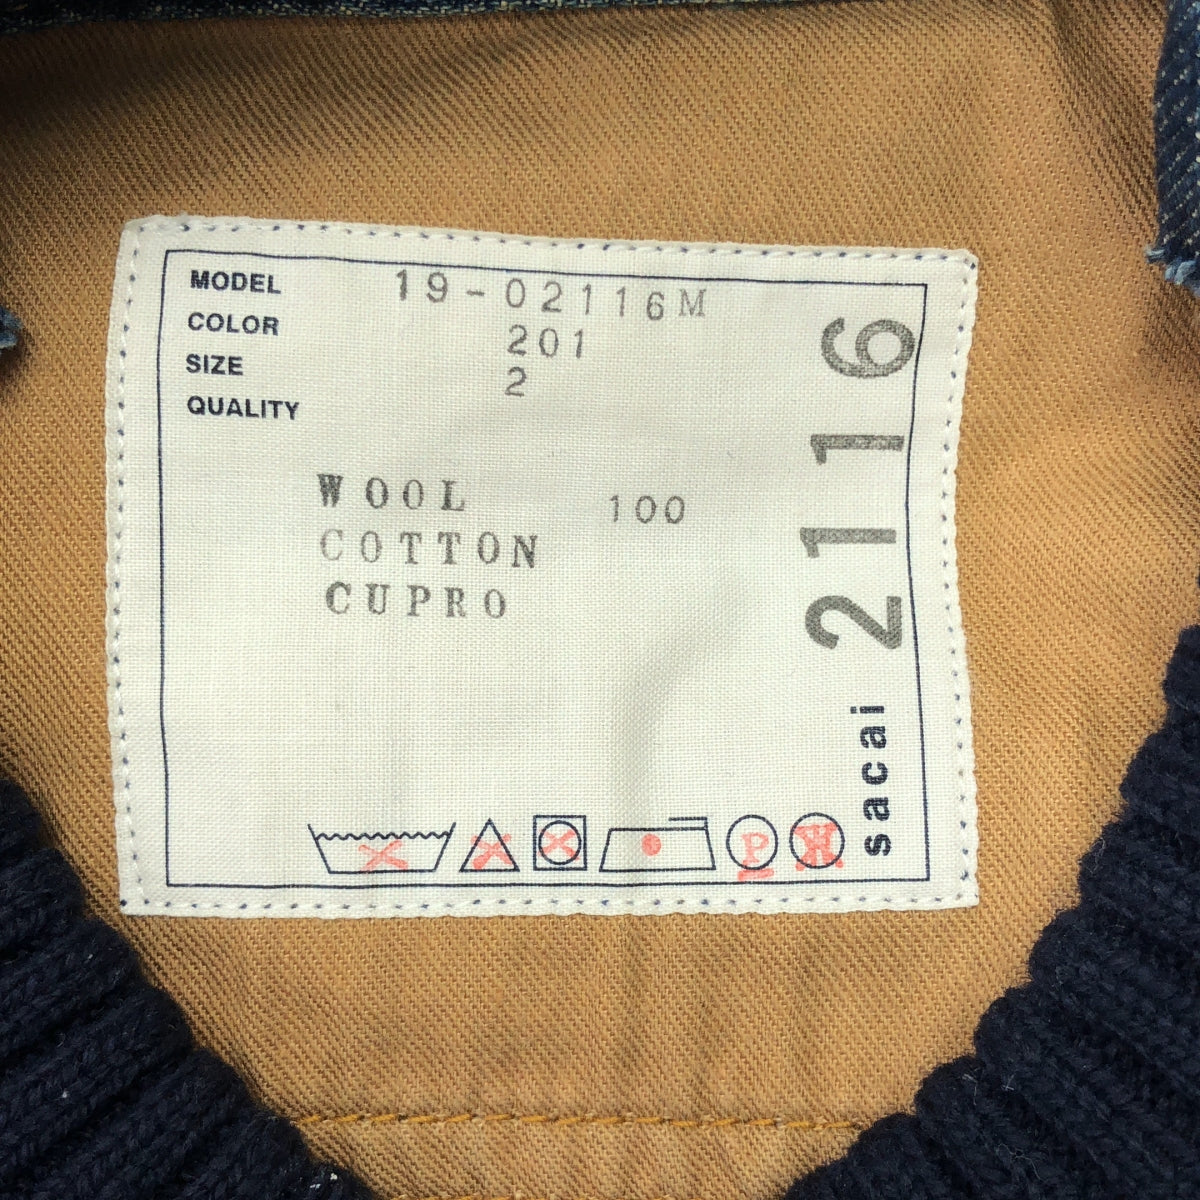 MODEL 19-02116M
COLOR 201
SIZE 2
QUALITY
WOOL 100
COTTON
CUPRO
P
W
sacai 2116